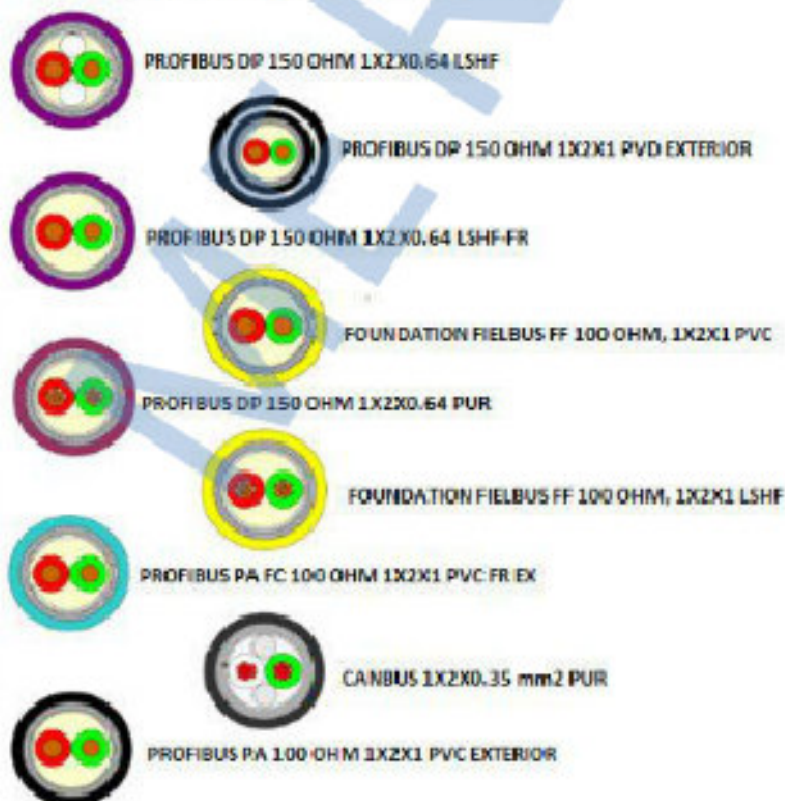 PROFIBUS DP 150 OHM 1X2X0.64 LSHF
PROFIBUS DP 150 OHM 1X2X1 PVD EXTERIOR
PROFIBUS DP 150 OHM 1X2X0.64 LSHF-FR
FOUNDATION FIELBUS FF 100 OHM, 1X2X1 PVC
PROFIBUS DP 150 OHM 1X2X0.64 PUR
FOUNDATION FIELBUS FF 100 OHM, 1X2X1 LSHF
PROFIBUS PA FC 100 OHM 1X2X1 PVC FR EX
CANBUS 1X2X0.35 mm2 PUR
PROFIBUS PA 100 OHM 1X2X1 PVC EXTERIOR